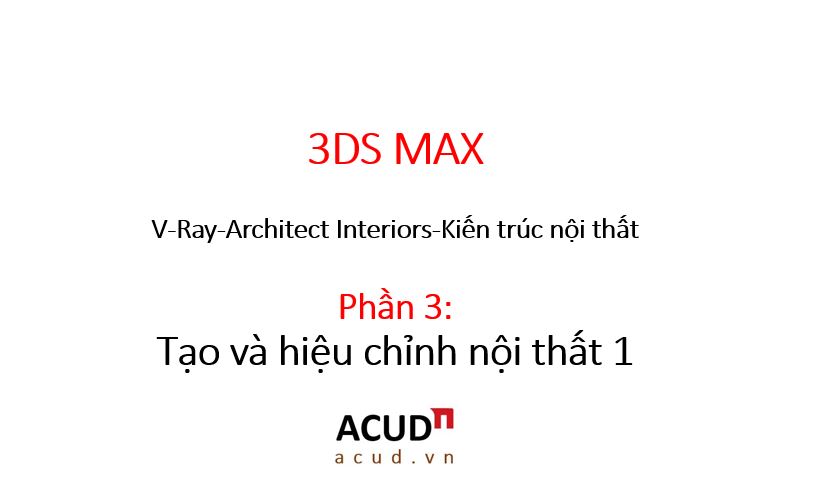 3DS MAX
V-Ray-Architect Interiors-Kiến trúc nội thất
Phần 3:
Tạo và hiệu chỉnh nội thất 1
ACUD
acud.vn